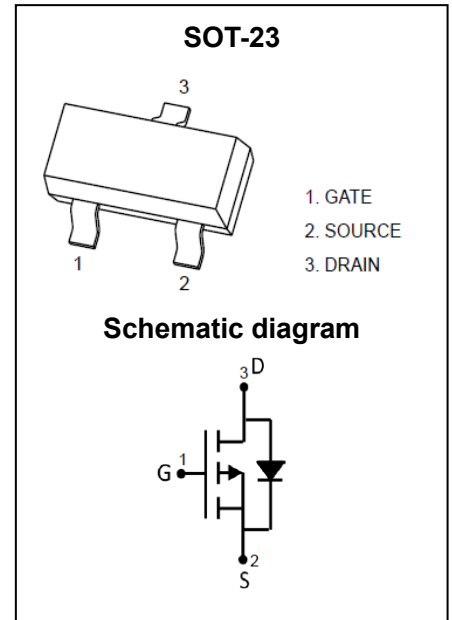 SOT-23
3
1. GATE
2. SOURCE
3. DRAIN
1
2
Schematic diagram
3 D
G 1
2
S